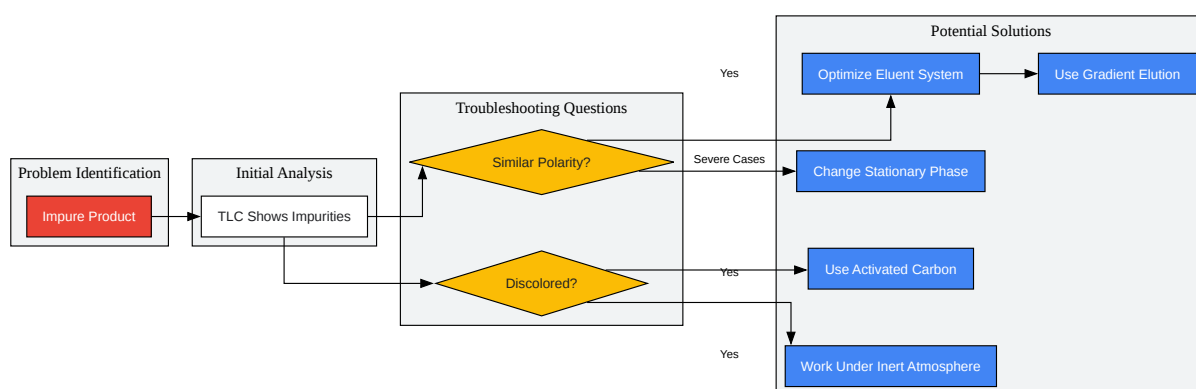 Problem Identification
Impure Product
Initial Analysis
TLC Shows Impurities
Troubleshooting Questions
Similar Polarity?
Discolored?
Yes
Severe Cases
Yes
Yes
Potential Solutions
Optimize Eluent System
Use Gradient Elution
Change Stationary Phase
Use Activated Carbon
Work Under Inert Atmosphere